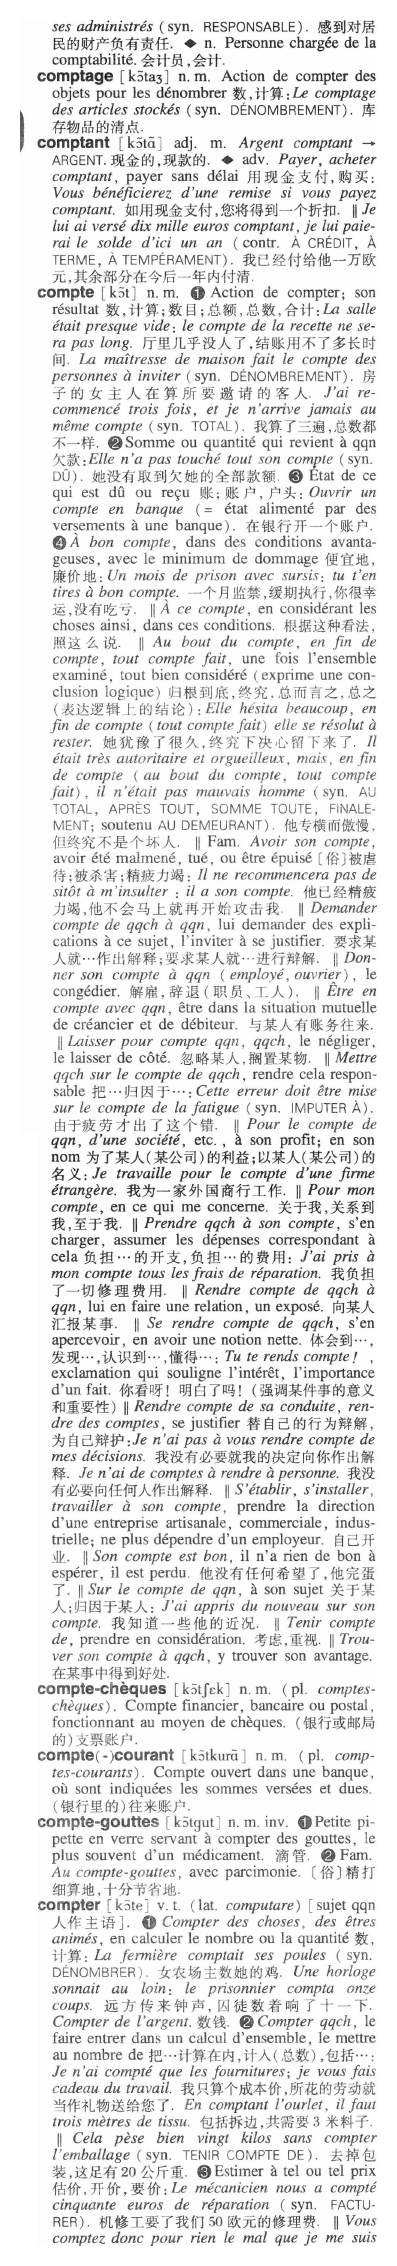 ses administrés (syn. RESPONSABLE). 感到对居
民的财产负有责任. ◆ n. Personne chargée de la
comptabilité. 会计员,会计.
comptage [kɔ̃taʒ] n. m. Action de compter des
objets pour les dénombrer 数,计算:Le comptage
des articles stockés (syn. DÉNOMBREMENT). 库
存物品的清点.
comptant [kɔ̃tɑ̃] adj. m. Argent comptant →
ARGENT. 现金的,现款的. ◆ adv. Payer, acheter
comptant, payer sans délai 用现金支付,购买:
Vous bénéficierez d'une remise si vous payez
comptant. 如用现金支付,您将得到一个折扣. ‖ Je
lui ai versé dix mille euros comptant, je lui paie-
rai le solde d'ici un an (contr. À CRÉDIT, À
TERME, À TEMPÉRAMENT). 我已经付给他一万欧
元,其余部分在今后一年内付清.
compte [kɔ̃t] n. m. ❶ Action de compter; son
résultat 数,计算;数目;总额,总数,合计:La salle
était presque vide: le compte de la recette ne se-
ra pas long. 厅里几乎没人了,结账用不了多长时
间. La maîtresse de maison fait le compte des
personnes à inviter (syn. DÉNOMBREMENT). 房
子的女主人在算所要邀请的客人. J'ai re-
commencé trois fois, et je n'arrive jamais au
même compte (syn. TOTAL). 我算了三遍,总数都
不一样. ❷ Somme ou quantité qui revient à qqn
欠款:Elle n'a pas touché tout son compte (syn.
DÛ). 她没有取到欠她的全部款额. ❸ État de ce
qui est dû ou reçu 账;账户,户头: Ouvrir un
compte en banque (= état alimenté par des
versements à une banque). 在银行开一个账户.
❹ À bon compte, dans des conditions avanta-
geuses, avec le minimum de dommage 便宜地,
廉价地: Un mois de prison avec sursis: tu t'en
tires à bon compte. 一个月监禁,缓期执行,你很幸
运,没有吃亏. ‖ À ce compte, en considérant les
choses ainsi, dans ces conditions. 根据这种看法,
照这么说. ‖ Au bout du compte, en fin de
compte, tout compte fait, une fois l'ensemble
examiné, tout bien considéré (exprime une con-
clusion logique) 归根到底,终究,总而言之,总之
(表达逻辑上的结论): Elle hésita beaucoup, en
fin de compte (tout compte fait) elle se résolut à
rester. 她犹豫了很久,终究下决心留下来了. Il
était très autoritaire et orgueilleux, mais, en fin
de compte (au bout du compte, tout compte
fait), il n'était pas mauvais homme (syn. AU
TOTAL, APRÈS TOUT, SOMME TOUTE, FINALE-
MENT; soutenu AU DEMEURANT). 他专横而傲慢,
但终究不是个坏人. ‖ Fam. Avoir son compte,
avoir été malmené, tué, ou être épuisé〔俗〕被虐
待;被杀害;精疲力竭: Il ne recommencera pas de
sitôt à m'insulter : il a son compte. 他已经精疲
力竭,他不会马上就再开始攻击我. ‖ Demander
compte de qqch à qqn, lui demander des expli-
cations à ce sujet, l'inviter à se justifier. 要求某
人就…作出解释;要求某人就…进行辩解. ‖ Don-
ner son compte à qqn (employé, ouvrier), le
congédier. 解雇,辞退(职员、工人). ‖ Être en
compte avec qqn, être dans la situation mutuelle
de créancier et de débiteur. 与某人有账务往来.
‖ Laisser pour compte qqn, qqch, le négliger,
le laisser de côté. 忽略某人,搁置某物. ‖ Mettre
qqch sur le compte de qqch, rendre cela respon-
sable 把…归因于…: Cette erreur doit être mise
sur le compte de la fatigue (syn. IMPUTER À).
由于疲劳才出了这个错. ‖ Pour le compte de
qqn, d'une société, etc., à son profit; en son
nom 为了某人(某公司)的利益;以某人(某公司)的
名义: Je travaille pour le compte d'une firme
étrangère. 我为一家外国商行工作. ‖ Pour mon
compte, en ce qui me concerne. 关于我,关系到
我,至于我. ‖ Prendre qqch à son compte, s'en
charger, assumer les dépenses correspondant à
cela 负担…的开支,负担…的费用: J'ai pris à
mon compte tous les frais de réparation. 我负担
了一切修理费用. ‖ Rendre compte de qqch à
qqn, lui en faire une relation, un exposé. 向某人
汇报某事. ‖ Se rendre compte de qqch, s'en
apercevoir, en avoir une notion nette. 体会到…,
发现…,认识到…,懂得…: Tu te rends compte! ,
exclamation qui souligne l'intérêt, l'importance
d'un fait. 你看呀! 明白了吗! (强调某件事的意义
和重要性) ‖ Rendre compte de sa conduite, ren-
dre des comptes, se justifier 替自己的行为辩解,
为自己辩护:Je n'ai pas à vous rendre compte de
mes décisions. 我没有必要就我的决定向你作出解
释. Je n'ai de comptes à rendre à personne. 我没
有必要向任何人作出解释. ‖ S'établir, s'installer,
travailler à son compte, prendre la direction
d'une entreprise artisanale, commerciale, indus-
trielle; ne plus dépendre d'un employeur. 自己开
业. ‖ Son compte est bon, il n'a rien de bon à
espérer, il est perdu. 他没有任何希望了,他完蛋
了. ‖ Sur le compte de qqn, à son sujet 关于某
人;归因于某人: J'ai appris du nouveau sur son
compte. 我知道一些他的近况. ‖ Tenir compte
de, prendre en considération. 考虑,重视. ‖ Trou-
ver son compte à qqch, y trouver son avantage.
在某事中得到好处.
compte-chèques [kɔ̃tʃɛk] n. m. (pl. comptes-
chèques). Compte financier, bancaire ou postal,
fonctionnant au moyen de chèques. (银行或邮局
的)支票账户.
compte(-)courant [kɔ̃tkurɑ̃] n. m. (pl. comp-
tes-courants). Compte ouvert dans une banque,
où sont indiquées les sommes versées et dues.
(银行里的)往来账户.
compte-gouttes [kɔ̃tgut] n. m. inv. ❶ Petite pi-
pette en verre servant à compter des gouttes, le
plus souvent d'un médicament. 滴管. ❷ Fam.
Au compte-gouttes, avec parcimonie.〔俗〕精打
细算地,十分节省地.
compter [kɔ̃te] v. t. (lat. computare) [sujet qqn
人作主语]. ❶ Compter des choses, des êtres
animés, en calculer le nombre ou la quantité 数,
计算: La fermière comptait ses poules (syn.
DÉNOMBRER). 女农场主数她的鸡. Une horloge
sonnait au loin: le prisonnier compta onze
coups. 远方传来钟声,囚徒数着响了十一下.
Compter de l'argent. 数钱. ❷ Compter qqch, le
faire entrer dans un calcul d'ensemble, le mettre
au nombre de 把…计算在内,计入(总数),包括…:
Je n'ai compté que les fournitures; je vous fais
cadeau du travail. 我只算个成本价,所花的劳动就
当作礼物送给您了. En comptant l'ourlet, il faut
trois mètres de tissu. 包括拆边,共需要 3 米料子.
‖ Cela pèse bien vingt kilos sans compter
l'emballage (syn. TENIR COMPTE DE). 去掉包
装,这足有 20 公斤重. ❸ Estimer à tel ou tel prix
估价,开价,要价: Le mécanicien nous a compté
cinquante euros de réparation (syn. FACTU-
RER). 机修工要了我们 50 欧元的修理费. ‖ Vous
comptez donc pour rien le mal que je me suis